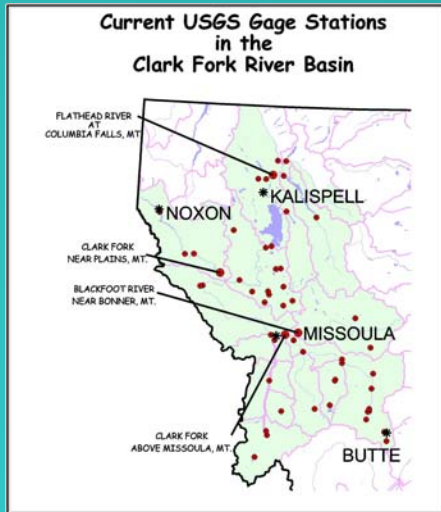 Current USGS Gage Stations
in the
Clark Fork River Basin
FLATHEAD RIVER
AT
COLUMBIA FALLS, MT.
KALISPELL
NOXON
CLARK FORK
NEAR PLAINS, MT.
BLACKFOOT RIVER
NEAR BONNER, MT.
MISSOULA
CLARK FORK
ABOVE MISSOULA, MT.
BUTTE